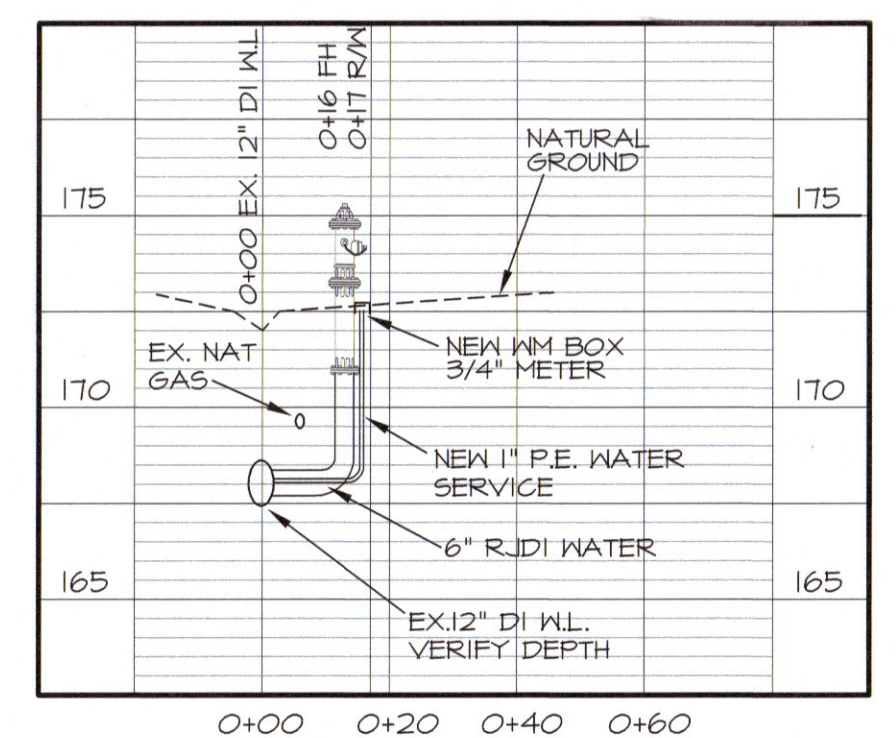 0+00 EX. 12" DI W.L
0+16 FH
0+17 R/W
NATURAL
GROUND
175
175
EX. NAT
GAS
NEW WM BOX
3/4" METER
170
170
NEW 1" P.E. WATER
SERVICE
6" RJDI WATER
165
165
EX.12" DI W.L.
VERIFY DEPTH
0+00 0+20 0+40 0+60